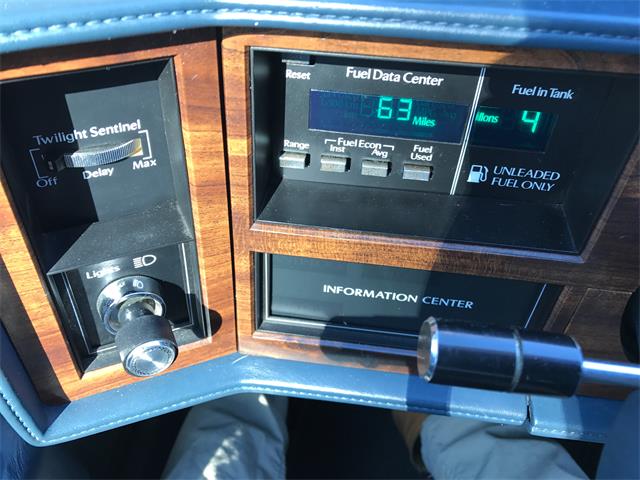 Twilight Sentinel
Off
Delay
Max
Lights
Reset
Fuel Data Center
63 Miles
Range
Fuel Econ
Inst
Avg
Fuel
Used
Fuel in Tank
4
UNLEADED
FUEL ONLY
INFORMATION CENTER